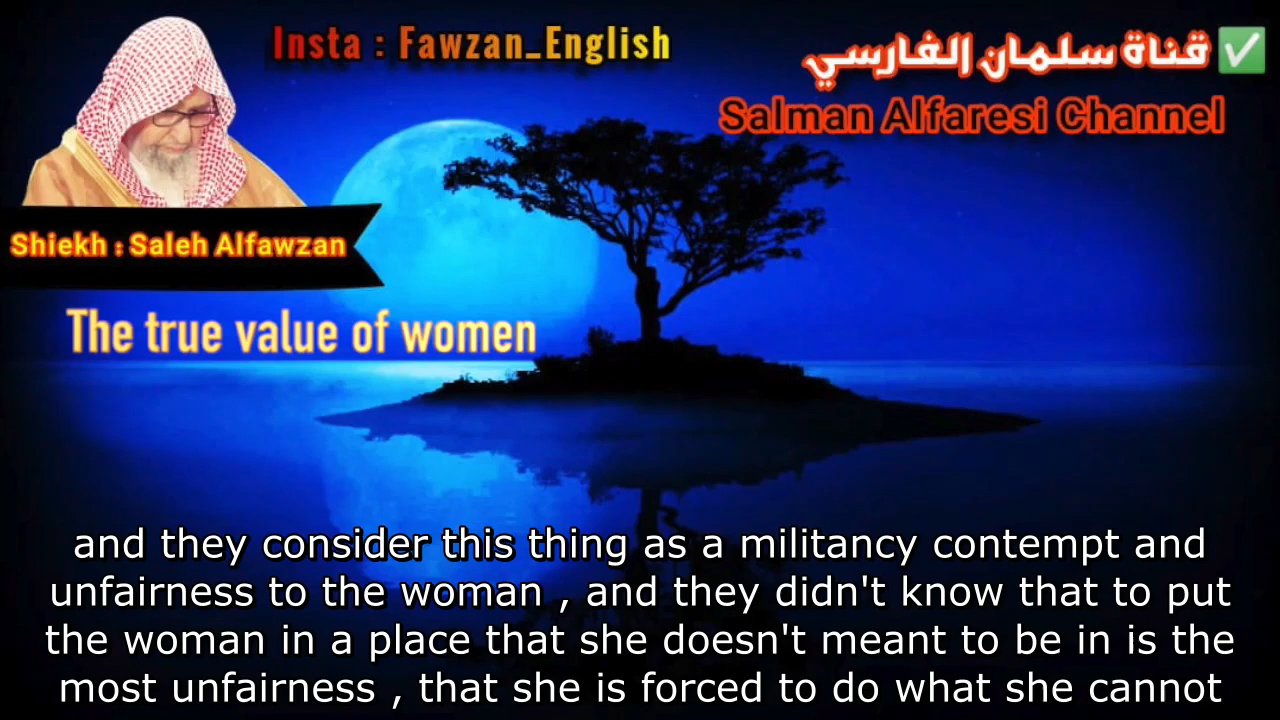 Insta : Fawzan_English
قناة سلمان الفارسي
Salman Alfaresi Channel
Shiekh : Saleh Alfawzan
The true value of women
and they consider this thing as a militancy contempt and
unfairness to the woman , and they didn't know that to put
the woman in a place that she doesn't meant to be in is the
most unfairness , that she is forced to do what she cannot